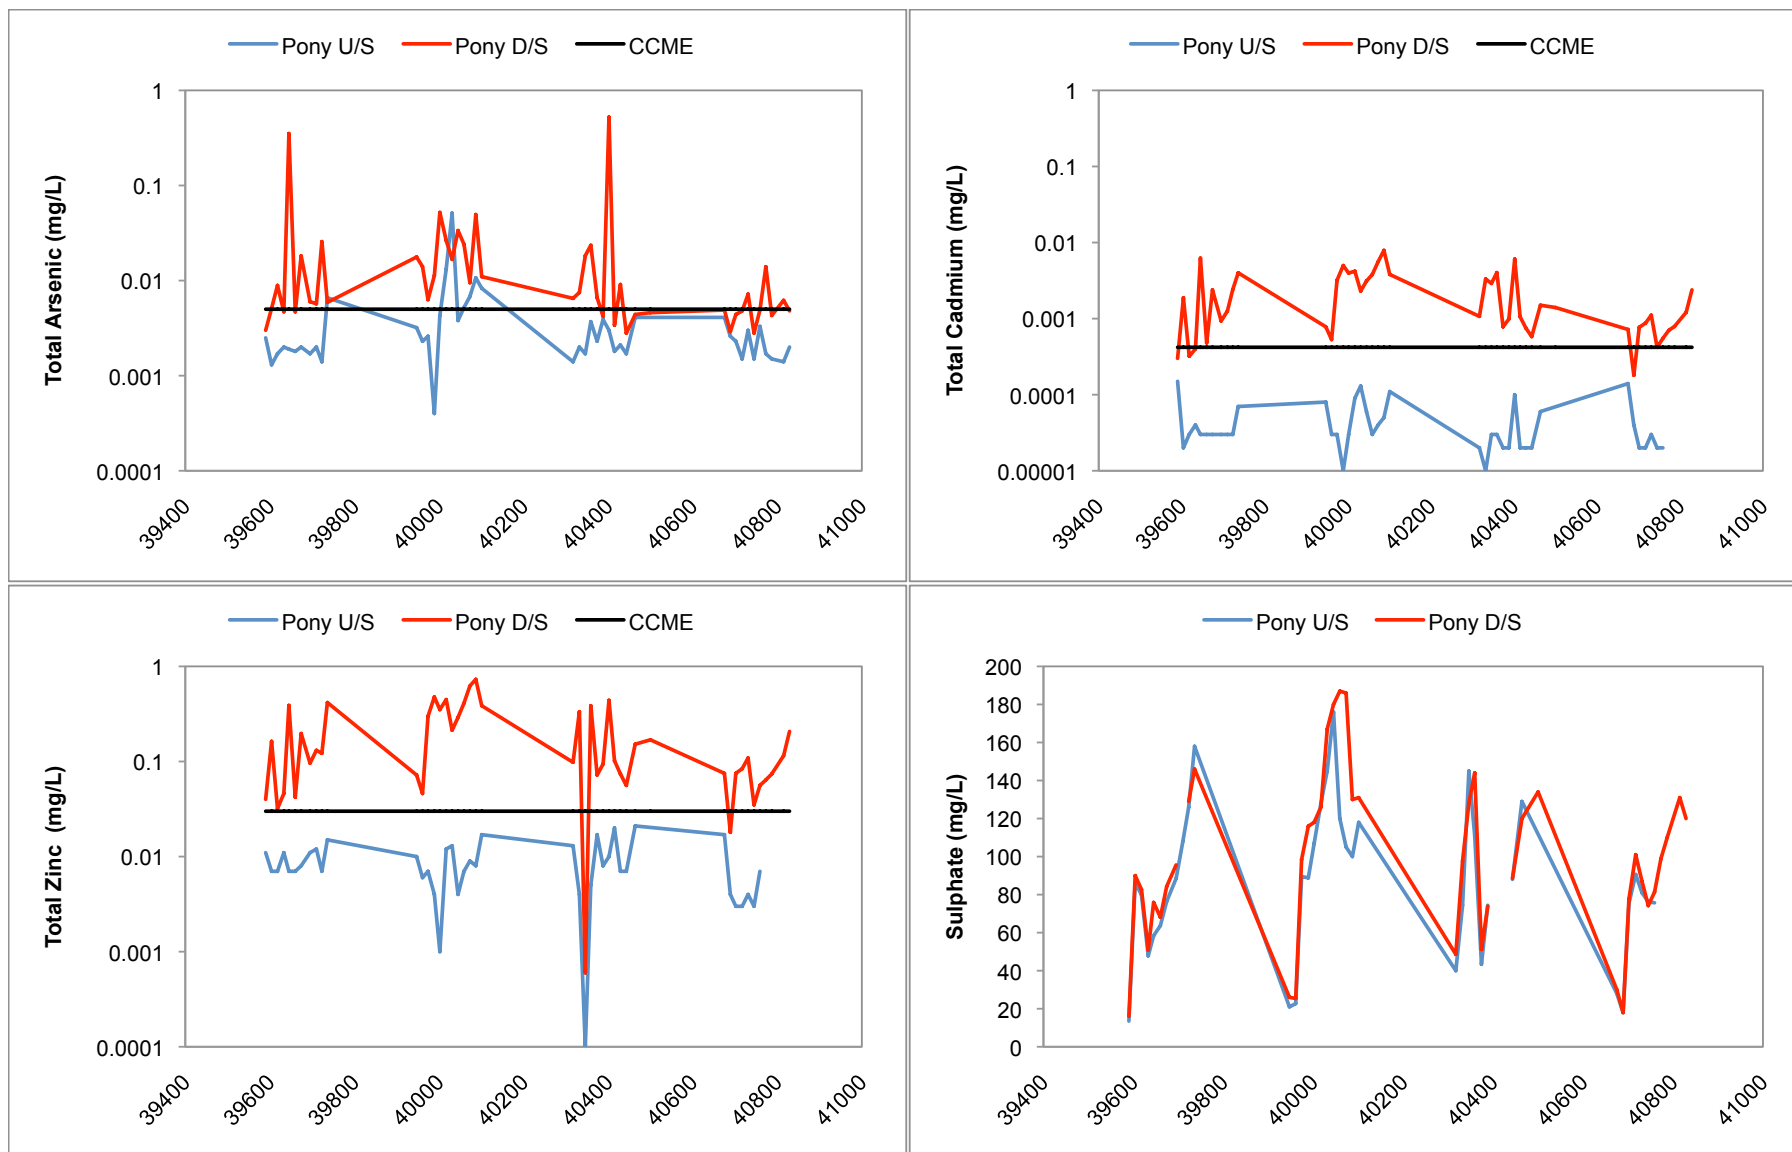 Pony U/S Pony D/S CCME
Total Arsenic (mg/L)
1
0.1
0.01
0.001
0.0001
39400 39600 39800 40000 40200 40400 40600 40800 41000
Pony U/S Pony D/S CCME
Total Cadmium (mg/L)
1
0.1
0.01
0.001
0.0001
0.00001
39400 39600 39800 40000 40200 40400 40600 40800 41000
Pony U/S Pony D/S CCME
Total Zinc (mg/L)
1
0.1
0.01
0.001
0.0001
39400 39600 39800 40000 40200 40400 40600 40800 41000
Pony U/S Pony D/S
Sulphate (mg/L)
200
180
160
140
120
100
80
60
40
20
0
39400 39600 39800 40000 40200 40400 40600 40800 41000